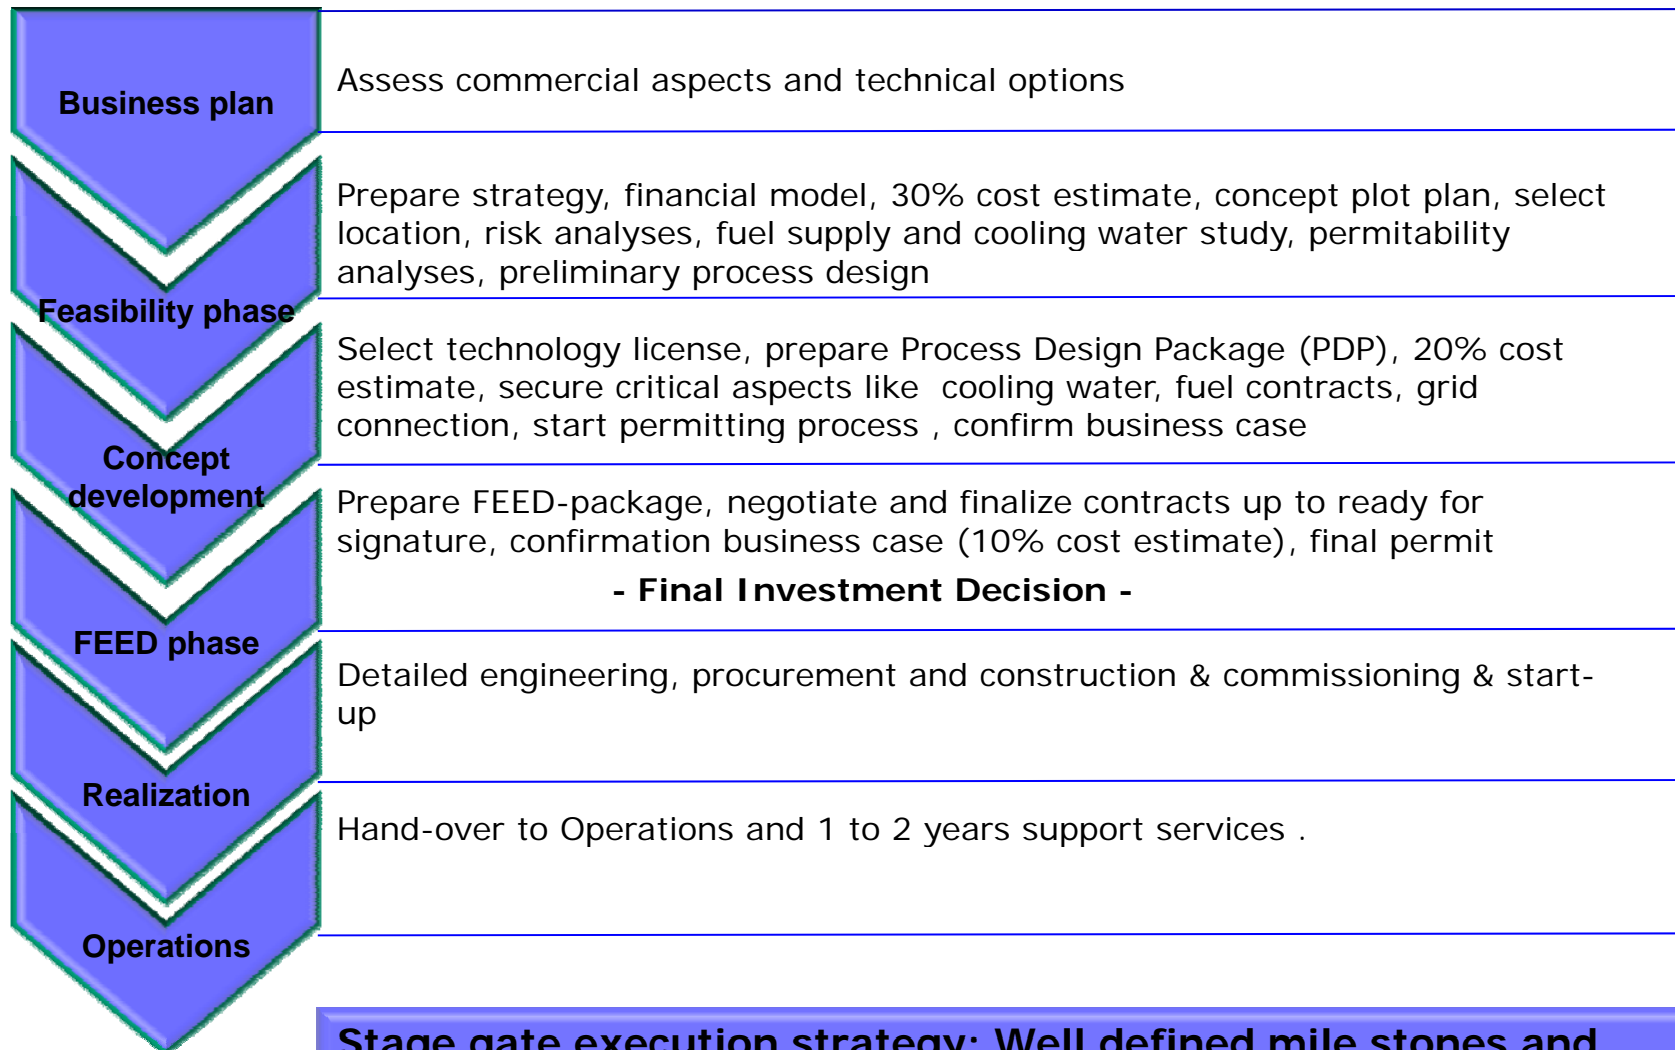 Business plan
Assess commercial aspects and technical options
Feasibility phase
Prepare strategy, financial model, 30% cost estimate, concept plot plan, select
location, risk analyses, fuel supply and cooling water study, permitability
analyses, preliminary process design
Concept
development
Select technology license, prepare Process Design Package (PDP), 20% cost
estimate, secure critical aspects like  cooling water, fuel contracts, grid
connection, start permitting process , confirm business case
FEED phase
Prepare FEED-package, negotiate and finalize contracts up to ready for
signature, confirmation business case (10% cost estimate), final permit
- Final Investment Decision -
Realization
Detailed engineering, procurement and construction & commissioning & start-
up
Operations
Hand-over to Operations and 1 to 2 years support services .
Stage gate execution strategy: Well defined mile stones and